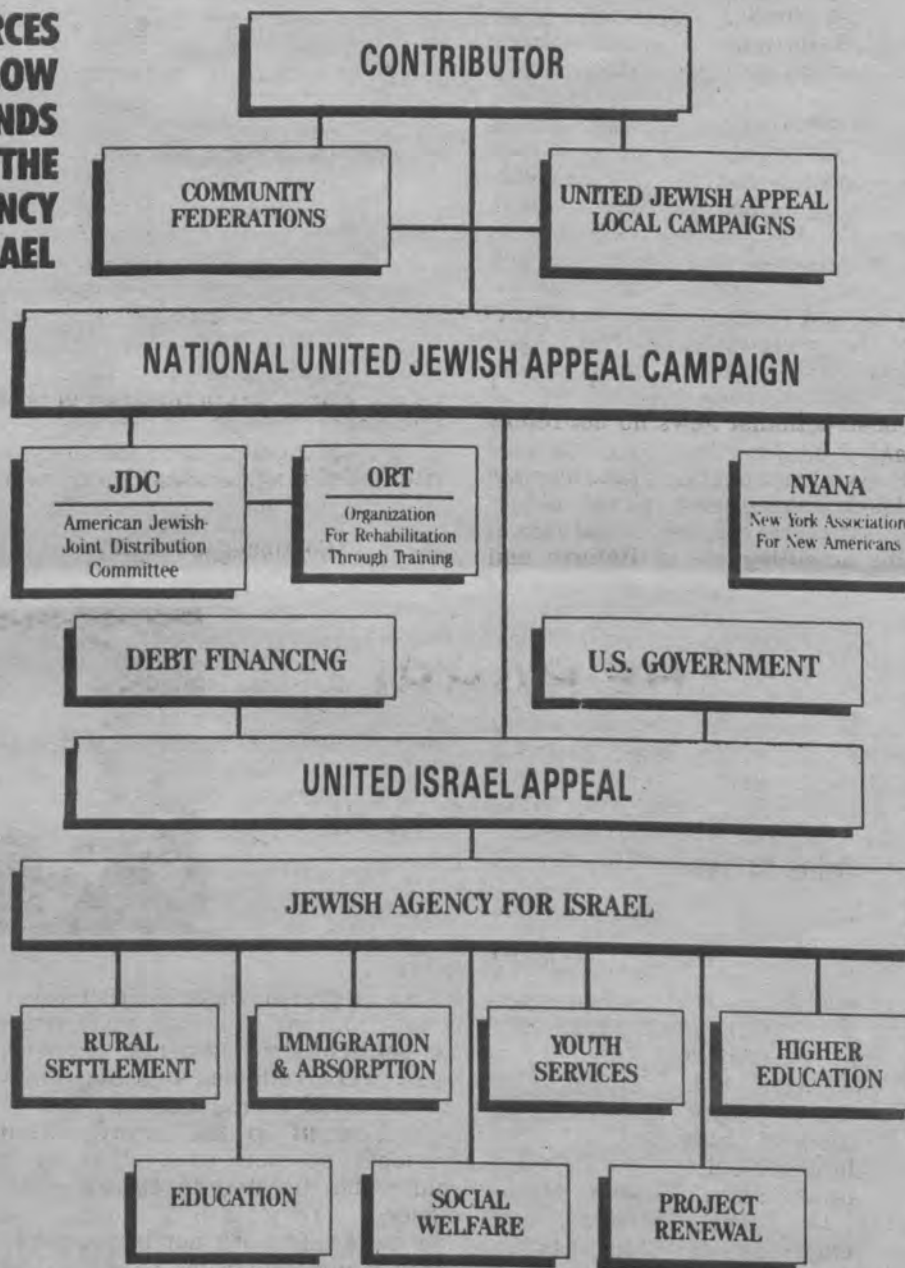 RCES
OW
NDS
THE
NCY
AEL
CONTRIBUTOR
COMMUNITY
FEDERATIONS
UNITED JEWISH APPEAL
LOCAL CAMPAIGNS
NATIONAL UNITED JEWISH APPEAL CAMPAIGN
JDC
American Jewish-
Joint Distribution
Committee
ORT
Organization
For Rehabilitation
Through Training
NYANA
New York Association
For New Americans
DEBT FINANCING
U.S. GOVERNMENT
UNITED ISRAEL APPEAL
JEWISH AGENCY FOR ISRAEL
RURAL
SETTLEMENT
IMMIGRATION
& ABSORPTION
YOUTH
SERVICES
HIGHER
EDUCATION
EDUCATION
SOCIAL
WELFARE
PROJECT
RENEWAL